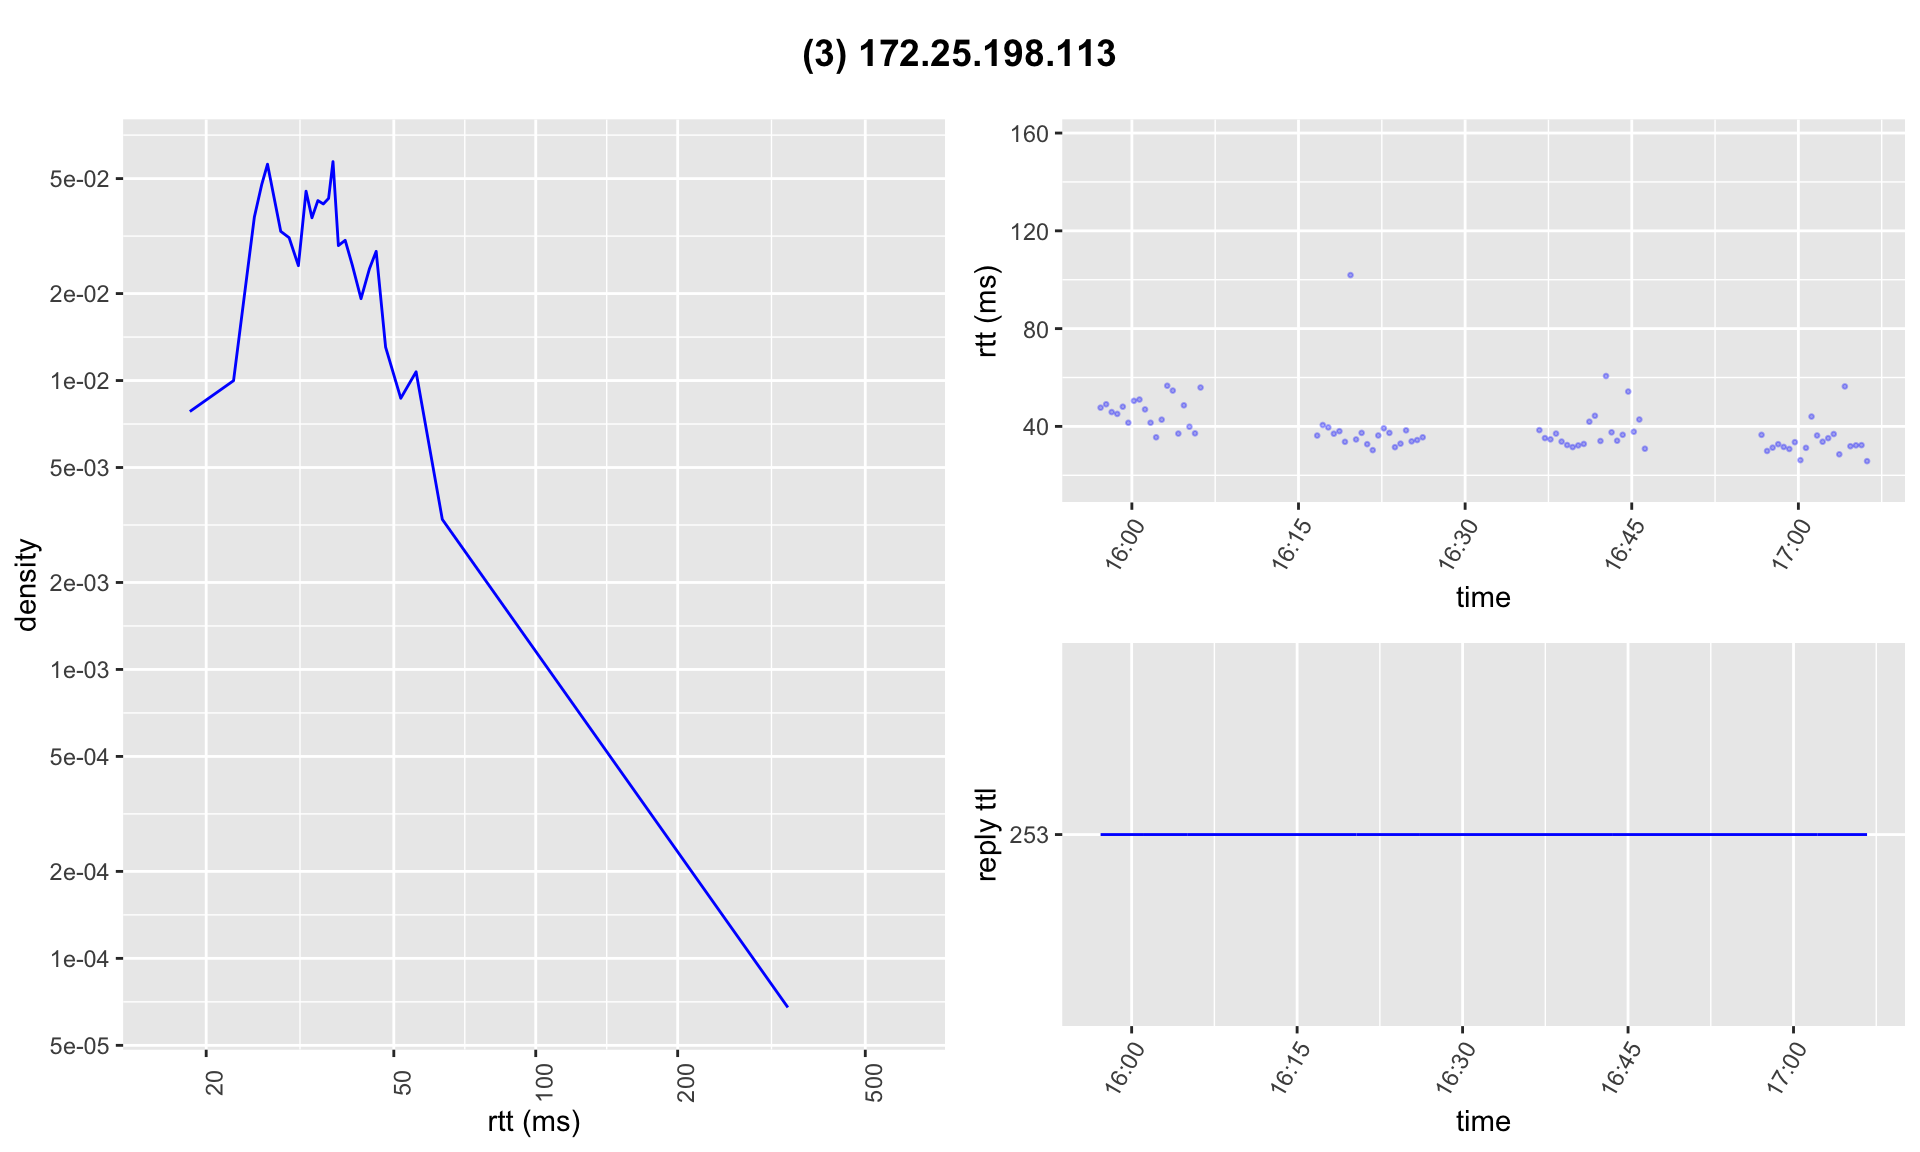 (3) 172.25.198.113
density
5e-02
2e-02
1e-02
5e-03
2e-03
1e-03
5e-04
2e-04
1e-04
5e-05
20
50
100
200
500
rtt (ms)
rtt (ms)
160
120
80
40
16:00
16:15
16:30
16:45
17:00
time
reply ttl
253
16:00
16:15
16:30
16:45
17:00
time